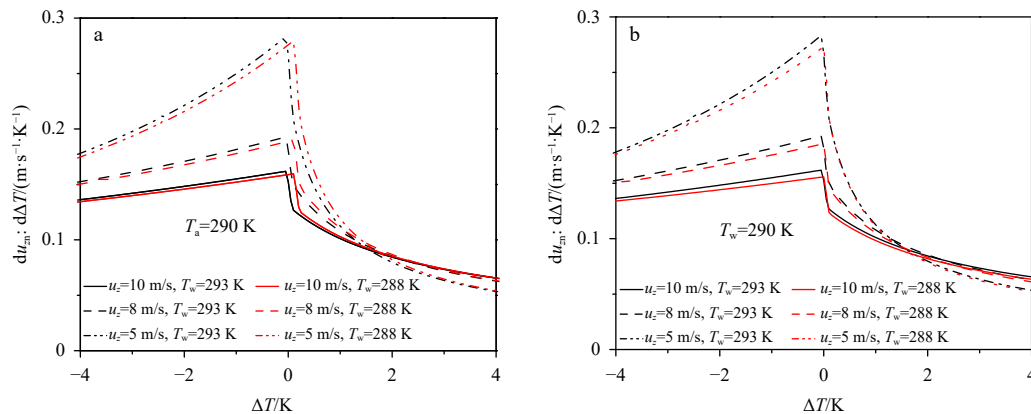 0.3
0.2
0.1
0
−4
−2
0
2
4
du_zn: dΔT/(m·s⁻¹·K⁻¹)
ΔT/K
a
T_a=290 K
u_z=10 m/s, T_w=293 K
u_z=10 m/s, T_w=288 K
u_z=8 m/s, T_w=293 K
u_z=8 m/s, T_w=288 K
u_z=5 m/s, T_w=293 K
u_z=5 m/s, T_w=288 K
0.3
0.2
0.1
0
−4
−2
0
2
4
du_zn: dΔT/(m·s⁻¹·K⁻¹)
ΔT/K
b
T_w=290 K
u_z=10 m/s, T_w=293 K
u_z=10 m/s, T_w=288 K
u_z=8 m/s, T_w=293 K
u_z=8 m/s, T_w=288 K
u_z=5 m/s, T_w=293 K
u_z=5 m/s, T_w=288 K